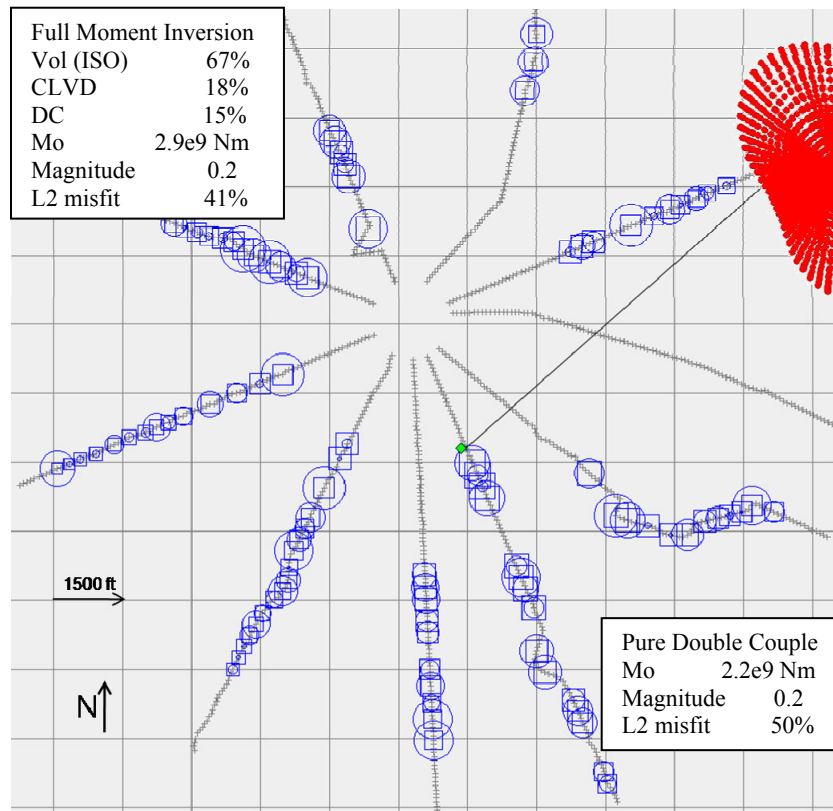 Full Moment Inversion
Vol (ISO) 67%
CLVD 18%
DC 15%
Mo 2.9e9 Nm
Magnitude 0.2
L2 misfit 41%
1500 ft
N
Pure Double Couple
Mo 2.2e9 Nm
Magnitude 0.2
L2 misfit 50%